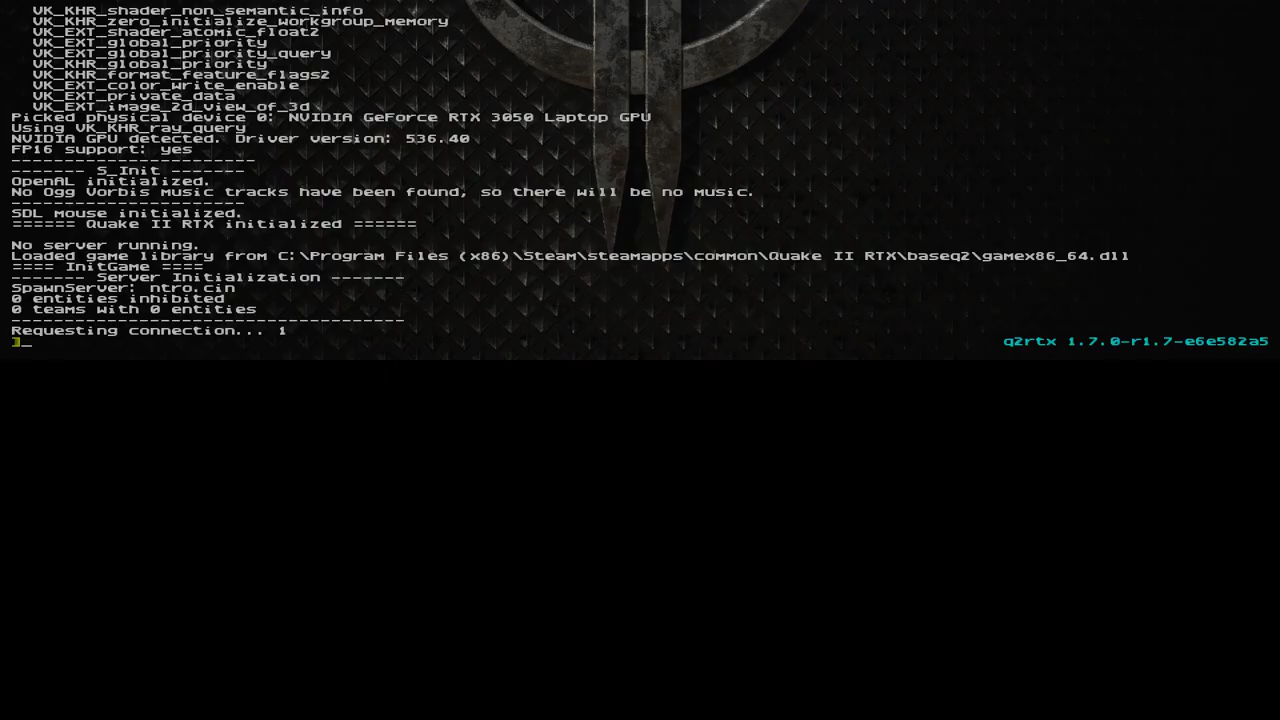 VK_KHR_shader_non_semantic_info
VK_KHR_zero_initialize_workgroup_memory
VK_EXT_shader_atomic_float2
VK_EXT_global_priority
VK_EXT_global_priority_query
VK_KHR_global_priority
VK_KHR_format_feature_flags2
VK_EXT_color_write_enable
VK_EXT_private_data
VK_EXT_image_2d_view_of_3d
Picked physical device 0: NVIDIA GeForce RTX 3050 Laptop GPU
Using VK_KHR_ray_query
NVIDIA GPU detected. Driver version: 536.40
FP16 support: yes
-----------------------
------- S_Init -------
OpenAL initialized.
No Ogg Vorbis music tracks have been found, so there will be no music.
----------------------
SDL mouse initialized.
====== Quake II RTX initialized ======
No server running.
Loaded game library from C:\Program Files (x86)\Steam\steamapps\common\Quake II RTX\baseq2\gamex86_64.dll
==== InitGame ====
------- Server Initialization -------
SpawnServer: ntro.cin
0 entities inhibited
0 teams with 0 entities
-------------------------------------
Requesting connection... 1
]_
q2rtx 1.7.0-r1.7-e6e582a5